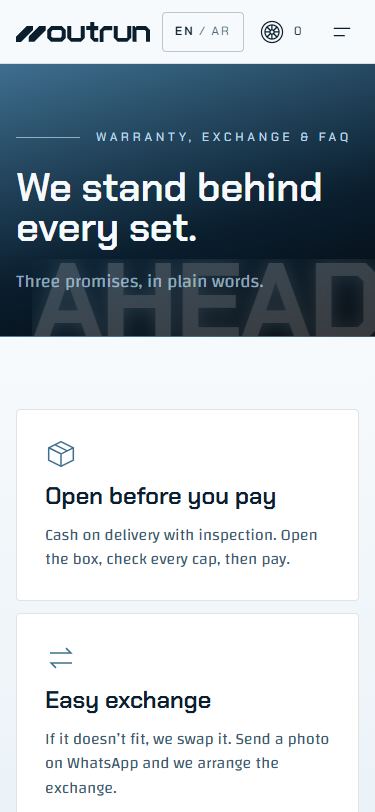 outrun
EN / AR
0
WARRANTY, EXCHANGE & FAQ
We stand behind
every set.
Three promises, in plain words.
AHEAD
Open before you pay
Cash on delivery with inspection. Open
the box, check every cap, then pay.
Easy exchange
If it doesn't fit, we swap it. Send a photo
on WhatsApp and we arrange the
exchange.